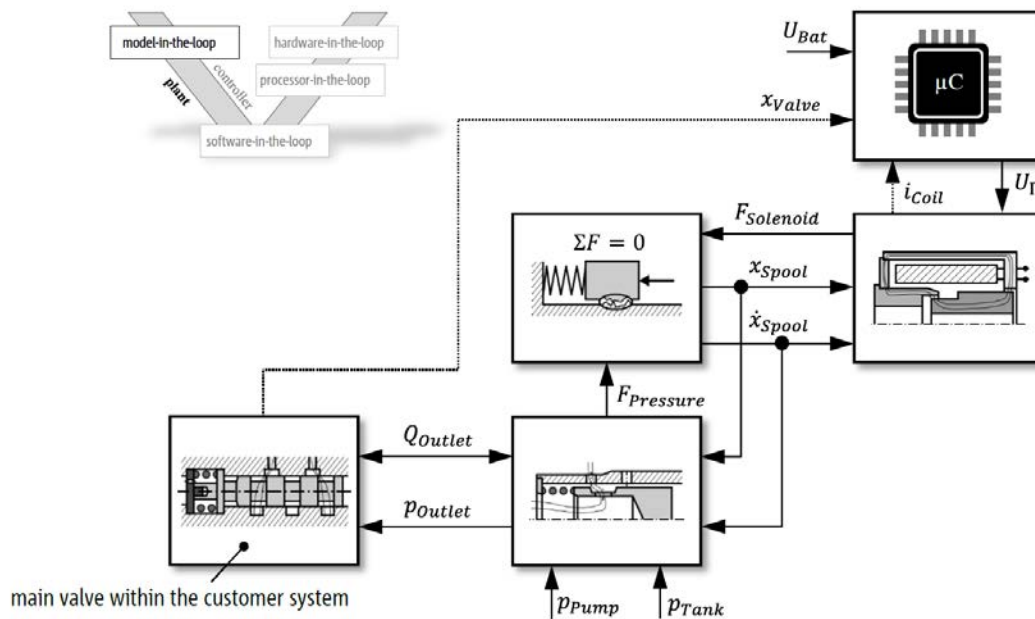 model-in-the-loop
hardware-in-the-loop
plant
controller
processor-in-the-loop
software-in-the-loop
U_Bat
μC
x_Valve
i_Coil
F_Solenoid
ΣF = 0
x_Spool
ẋ_Spool
F_Pressure
Q_Outlet
p_Outlet
main valve within the customer system
p_Pump
p_Tank